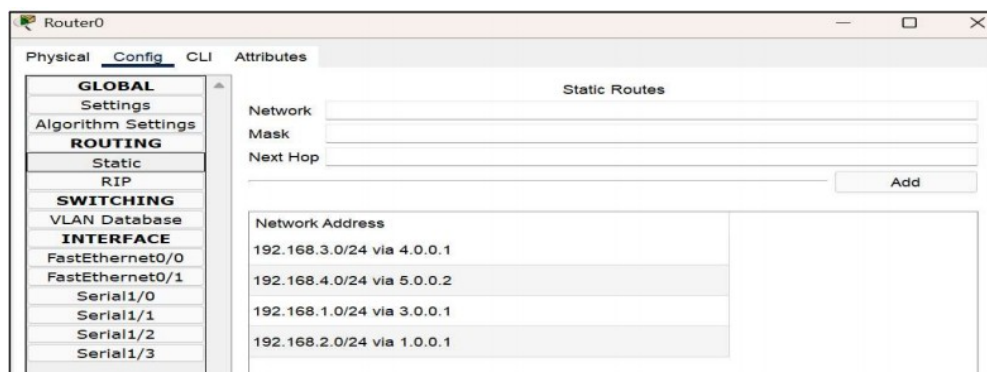 Router0
Physical Config CLI Attributes
GLOBAL
Settings
Algorithm Settings
ROUTING
Static
RIP
SWITCHING
VLAN Database
INTERFACE
FastEthernet0/0
FastEthernet0/1
Serial1/0
Serial1/1
Serial1/2
Serial1/3
Static Routes
Network
Mask
Next Hop
Add
Network Address
192.168.3.0/24 via 4.0.0.1
192.168.4.0/24 via 5.0.0.2
192.168.1.0/24 via 3.0.0.1
192.168.2.0/24 via 1.0.0.1